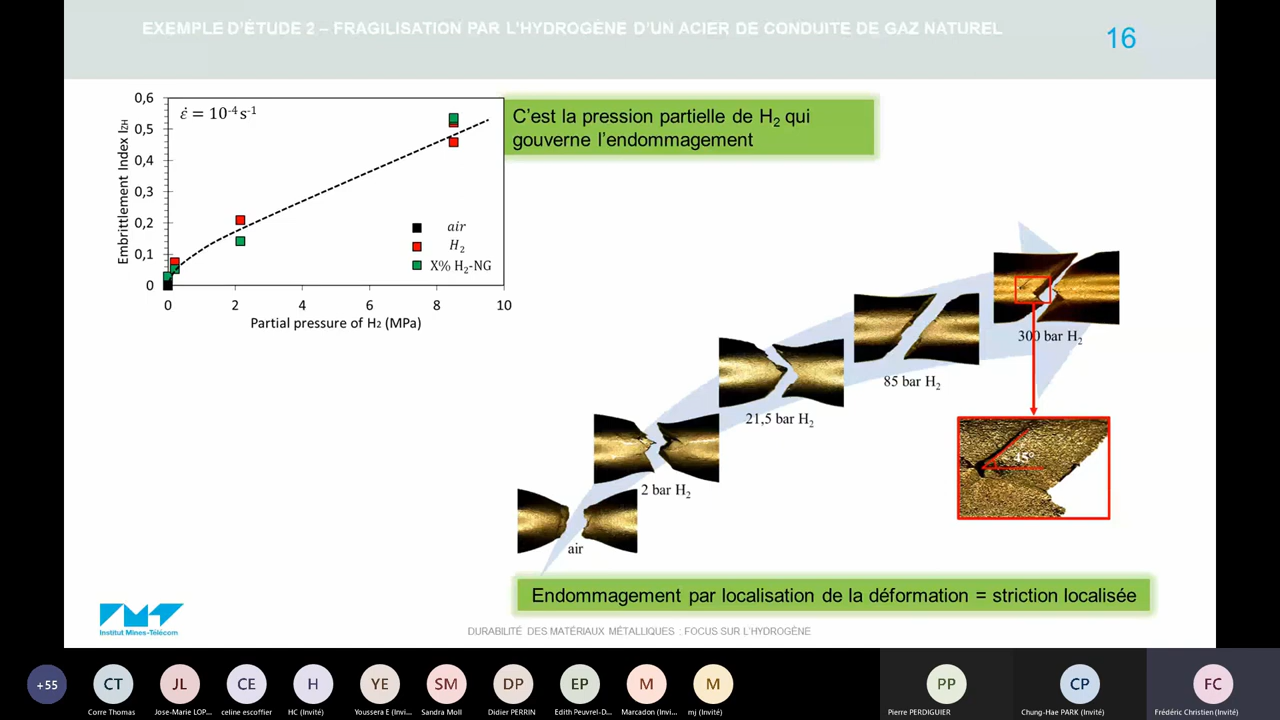 EXEMPLE D'ÉTUDE 2 – FRAGILISATION PAR L'HYDROGÈNE D'UN ACIER DE CONDUITE DE GAZ NATUREL
16
0,6
0,5
0,4
0,3
0,2
0,1
0
Embrittlement Index I2H
ε̇ = 10⁻⁴s⁻¹
air
H₂
X% H₂-NG
0 2 4 6 8 10
Partial pressure of H₂ (MPa)
C'est la pression partielle de H₂ qui
gouverne l'endommagement
300 bar H₂
85 bar H₂
21,5 bar H₂
45°
2 bar H₂
air
Endommagement par localisation de la déformation = striction localisée
Institut Mines-Télécom
DURABILITÉ DES MATÉRIAUX MÉTALLIQUES : FOCUS SUR L'HYDROGÈNE
+55 CT JL CE H YE SM DP EP M M PP CP FC
Corre Thomas Jose-Marie LOP... celine escoffier HC (Invité) Youssera E (Invi... Sandra Moll Didier PERRIN Edith Peuvrel-D... Marcadon (Invi... mj (Invité) Pierre PERDIGUIER Chung-Hae PARK (Invité) Frédéric Christien (Invité)